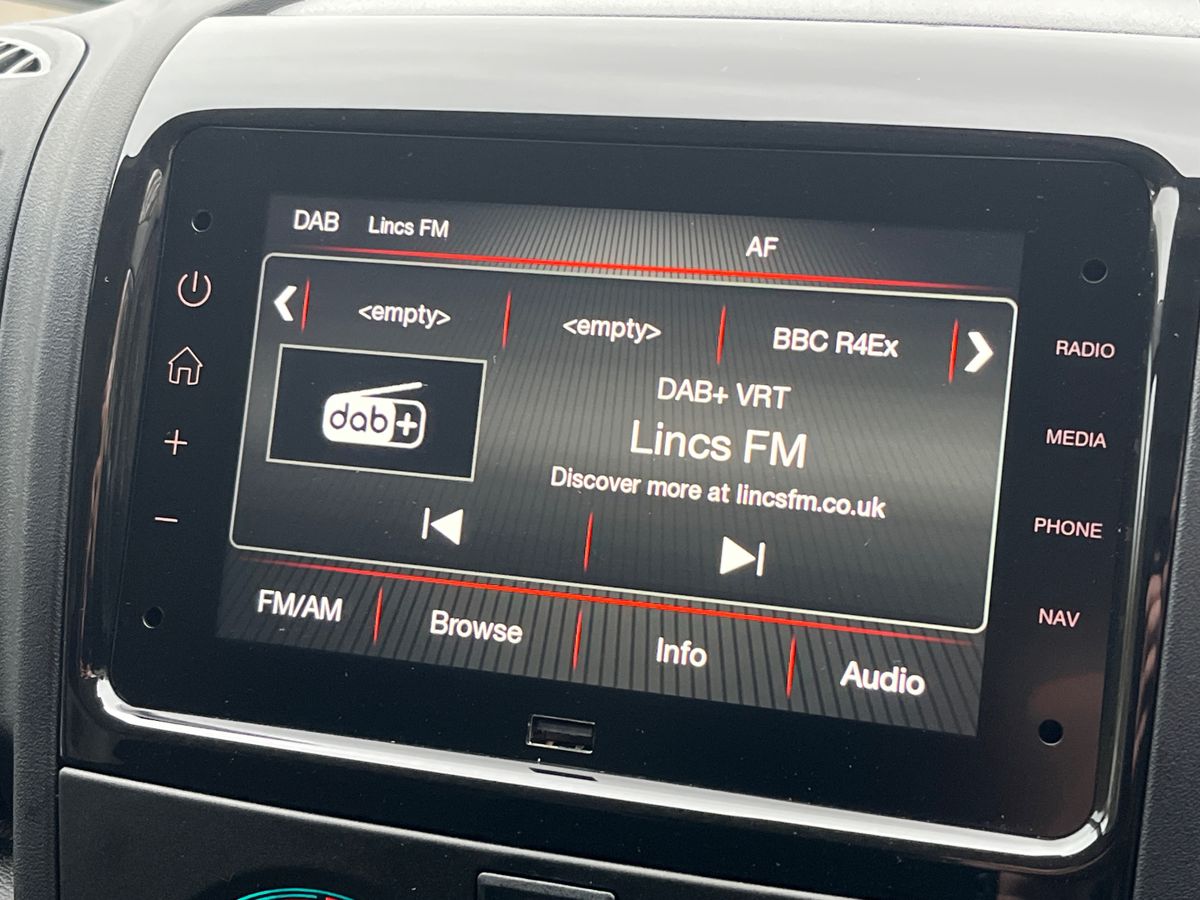 DAB Lincs FM AF
<empty> <empty> BBC R4Ex
dab+
DAB+ VRT
Lincs FM
Discover more at lincsfm.co.uk
FM/AM Browse Info Audio
RADIO
MEDIA
PHONE
NAV